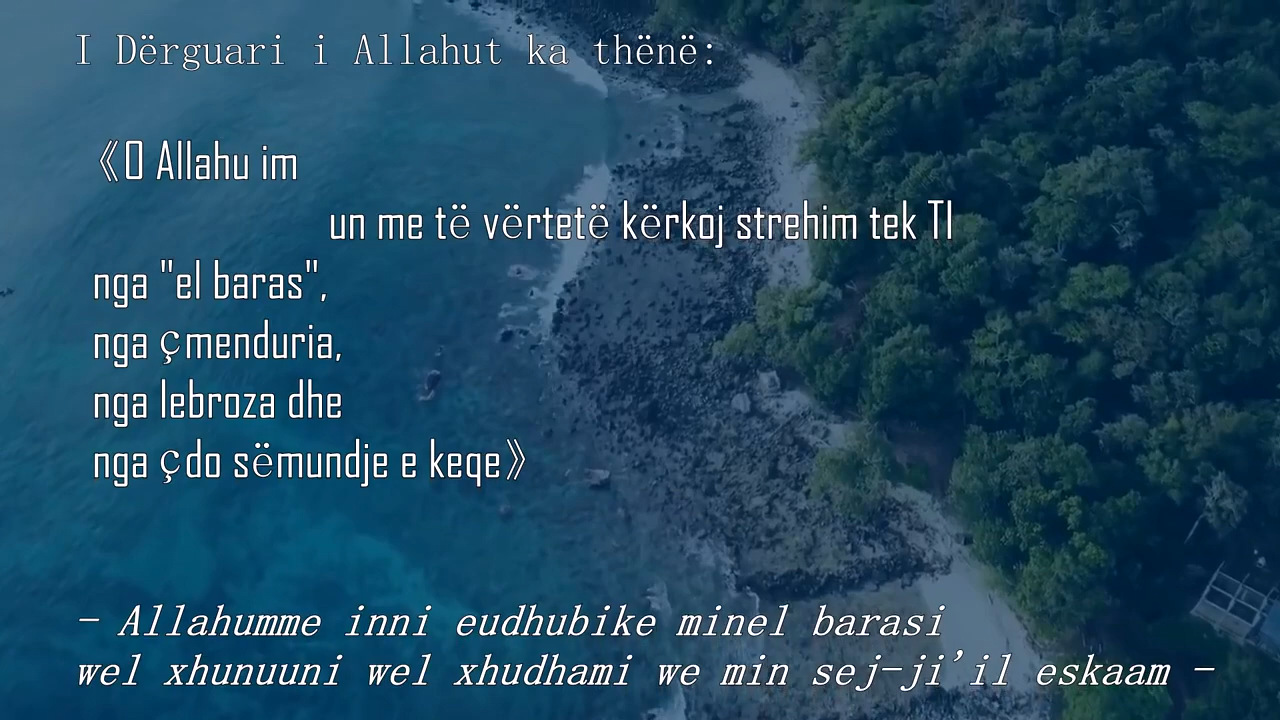 I Dërguari i Allahut ka thënë:
《O Allahu im
un me të vërtetë kërkoj strehim tek TI
nga "el baras",
nga çmenduria,
nga lebroza dhe
nga çdo sëmundje e keqe》
- Allahumme inni eudhubike minel barasi
wel xhunuuni wel xhudhami we min sej-ji'il eskaam -